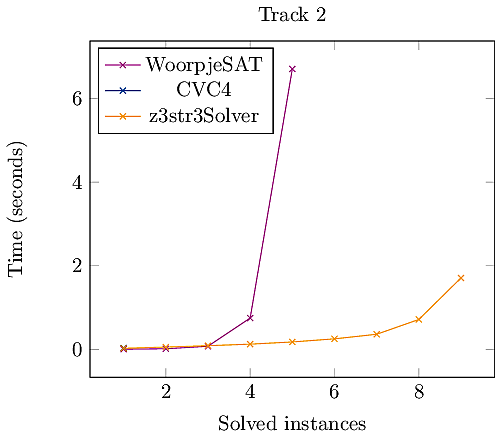 Track 2
WoorpjeSAT
CVC4
z3str3Solver
6
4
2
0
Time (seconds)
2 4 6 8
Solved instances